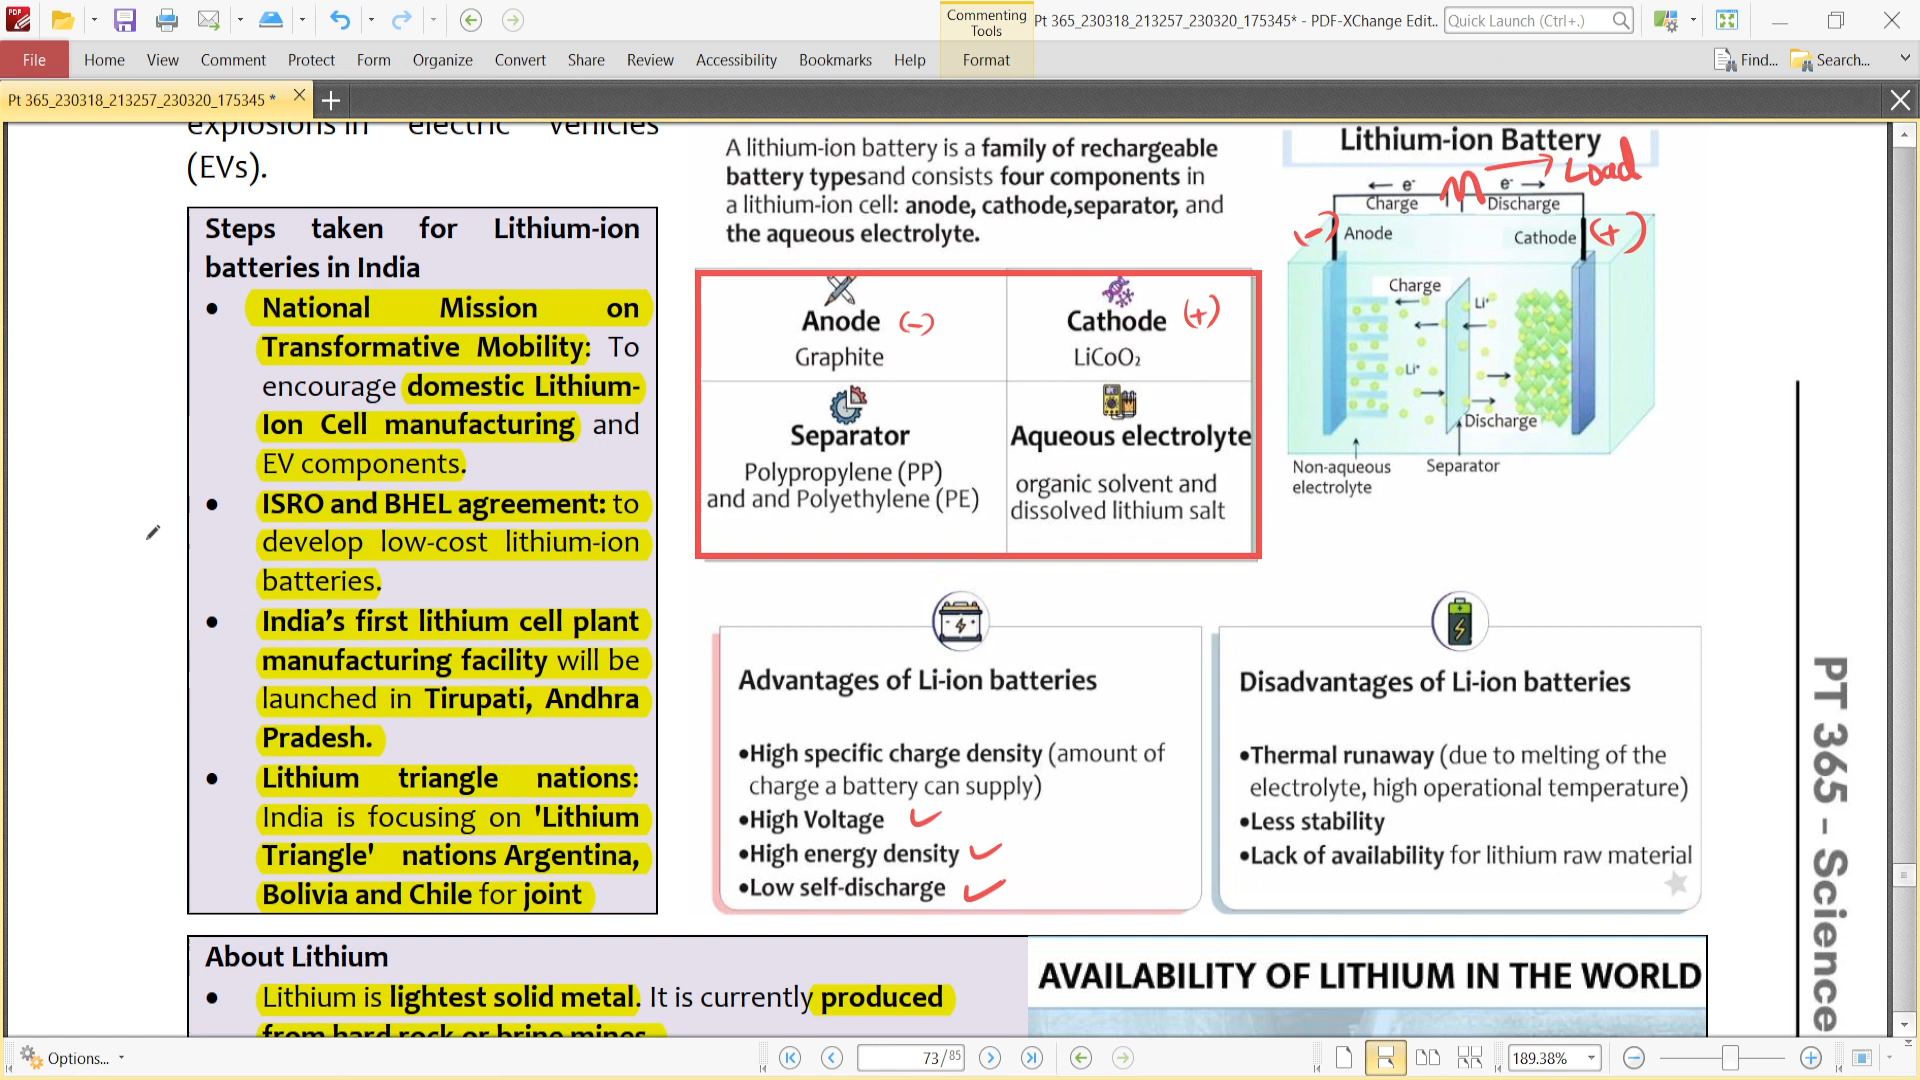 Commenting Tools
Pt 365_230318_213257_230320_175345* - PDF-XChange Edit..
Quick Launch (Ctrl+.)
File Home View Comment Protect Form Organize Convert Share Review Accessibility Bookmarks Help Format
Find... Search...
Pt 365_230318_213257_230320_175345 *
explosions in electric vehicles
(EVs).
Steps taken for Lithium-ion
batteries in India
• National Mission on
Transformative Mobility: To
encourage domestic Lithium-
Ion Cell manufacturing and
EV components.
• ISRO and BHEL agreement: to
develop low-cost lithium-ion
batteries.
• India's first lithium cell plant
manufacturing facility will be
launched in Tirupati, Andhra
Pradesh.
• Lithium triangle nations:
India is focusing on 'Lithium
Triangle' nations Argentina,
Bolivia and Chile for joint
A lithium-ion battery is a family of rechargeable
battery typesand consists four components in
a lithium-ion cell: anode, cathode,separator, and
the aqueous electrolyte.
Anode (-)
Graphite
Cathode (+)
LiCoO₂
Separator
Polypropylene (PP)
and and Polyethylene (PE)
Aqueous electrolyte
organic solvent and
dissolved lithium salt
Lithium-ion Battery
Load
e⁻ e⁻
Charge Discharge
(-) Anode Cathode (+)
Charge
Li⁺
Li⁺
Discharge
Non-aqueous
electrolyte
Separator
Advantages of Li-ion batteries
•High specific charge density (amount of
charge a battery can supply)
•High Voltage
•High energy density
•Low self-discharge
Disadvantages of Li-ion batteries
•Thermal runaway (due to melting of the
electrolyte, high operational temperature)
•Less stability
•Lack of availability for lithium raw material
PT 365 - Science
About Lithium
• Lithium is lightest solid metal. It is currently produced
from hard rock or brine mines.
AVAILABILITY OF LITHIUM IN THE WORLD
Options...
73/85
189.38%